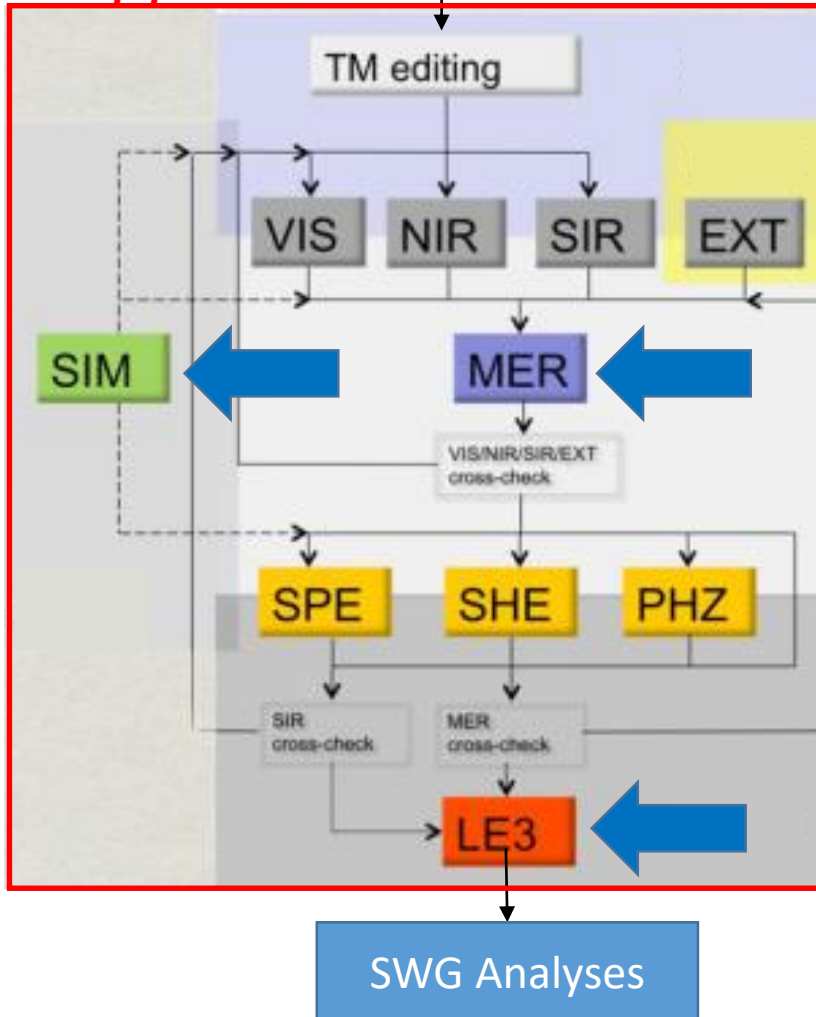 TM editing
VIS
NIR
SIR
EXT
SIM
MER
VIS/NIR/SIR/EXT
cross-check
SPE
SHE
PHZ
SIR
cross-check
MER
cross-check
LE3
SWG Analyses